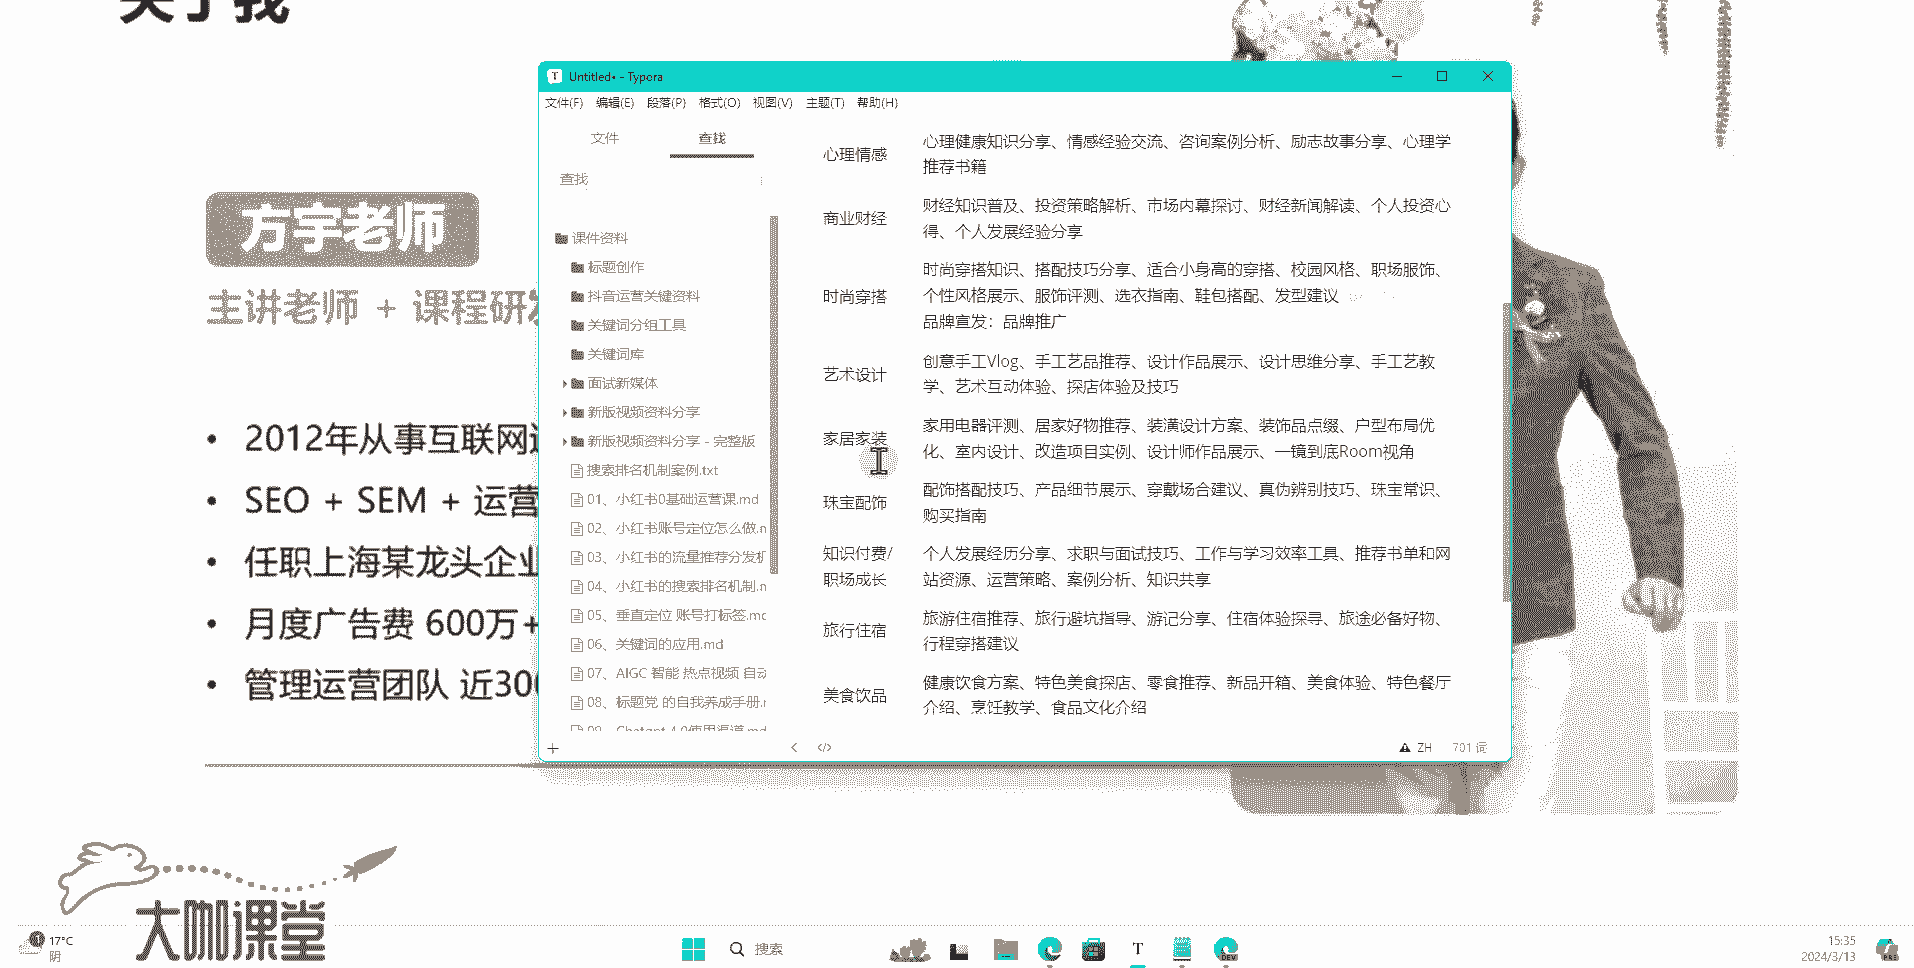 关于我
方宇老师
主讲老师 + 课程研发
2012年从事互联网
SEO + SEM + 运营
任职上海某龙头企业
月度广告费 600万+
管理运营团队 近30
大咖课堂
Untitled• - Typora
文件(F) 编辑(E) 段落(P) 格式(O) 视图(V) 主题(T) 帮助(H)
文件 查找
查找
课件资料
标题创作
抖音运营关键资料
关键词分组工具
关键词库
面试新媒体
新版视频资料分享
新版视频资料分享 - 完整版
搜索排名机制案例.txt
01、小红书0基础运营课.md
02、小红书账号定位怎么做.m
03、小红书的流量推荐分发机
04、小红书的搜索排名机制.m
05、垂直定位 账号打标签.md
06、关键词的应用.md
07、AIGC 智能 热点视频 自动
08、标题党 的自我养成手册.r
09、Chatgpt 4.0使用渠道.md
心理情感
心理健康知识分享、情感经验交流、咨询案例分析、励志故事分享、心理学
推荐书籍
商业财经
财经知识普及、投资策略解析、市场内幕探讨、财经新闻解读、个人投资心
得、个人发展经验分享
时尚穿搭
时尚穿搭知识、搭配技巧分享、适合小身高的穿搭、校园风格、职场服饰、
个性风格展示、服饰评测、选衣指南、鞋包搭配、发型建议
品牌宣发：品牌推广
艺术设计
创意手工Vlog、手工艺品推荐、设计作品展示、设计思维分享、手工艺教
学、艺术互动体验、探店体验及技巧
家居家装
家用电器评测、居家好物推荐、装潢设计方案、装饰品点缀、户型布局优
化、室内设计、改造项目实例、设计师作品展示、一镜到底Room视角
珠宝配饰
配饰搭配技巧、产品细节展示、穿戴场合建议、真伪辨别技巧、珠宝常识、
购买指南
知识付费/
职场成长
个人发展经历分享、求职与面试技巧、工作与学习效率工具、推荐书单和网
站资源、运营策略、案例分析、知识共享
旅行住宿
旅游住宿推荐、旅行避坑指导、游记分享、住宿体验探寻、旅途必备好物、
行程穿搭建议
美食饮品
健康饮食方案、特色美食探店、零食推荐、新品开箱、美食体验、特色餐厅
介绍、烹饪教学、食品文化介绍
ZH 701 词
17°C
阴
搜索
15:35
2024/3/13